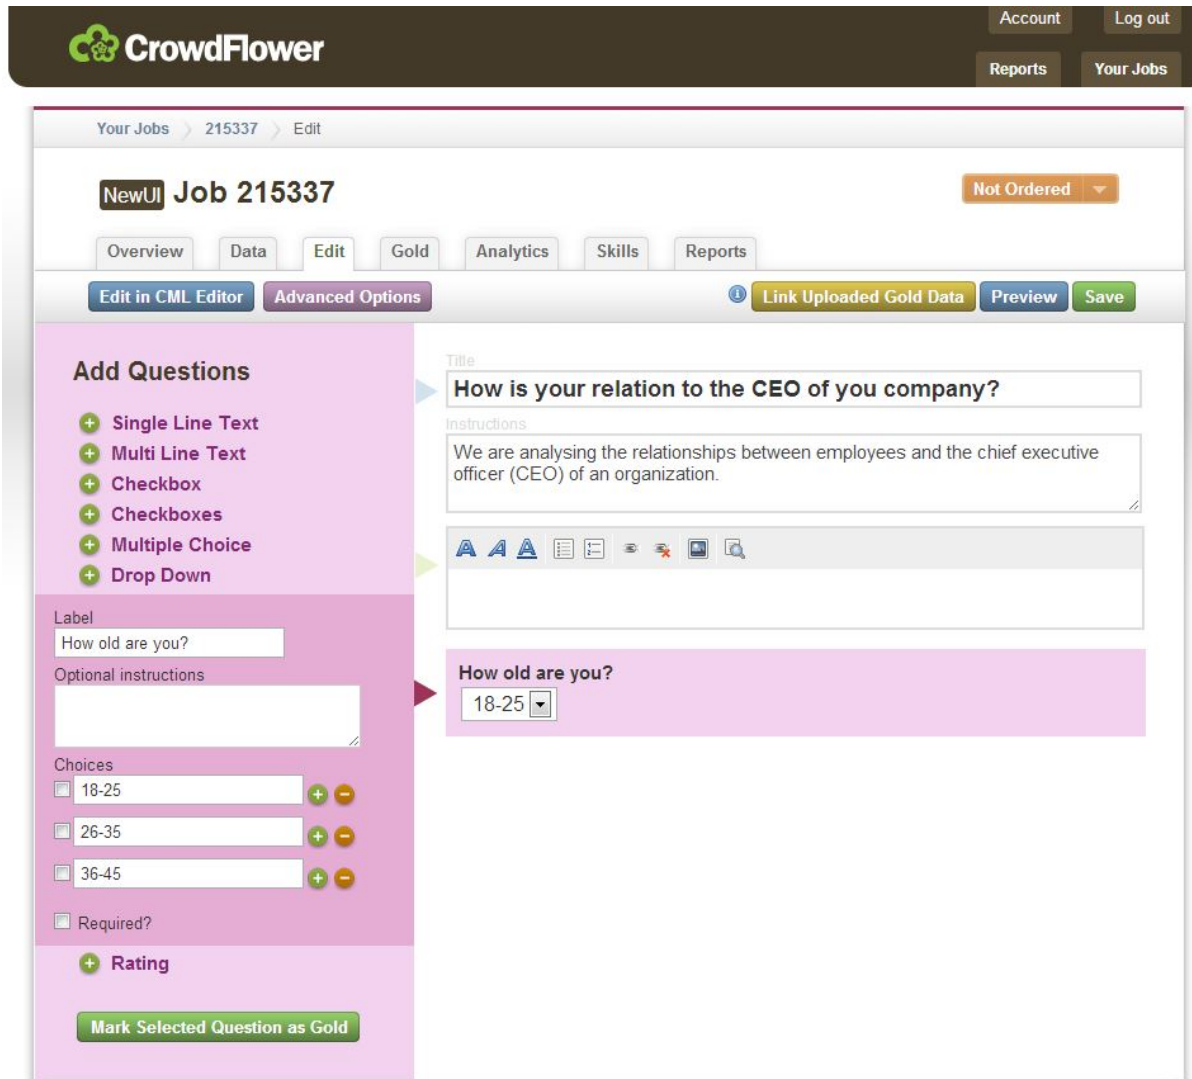 Account Log out
CrowdFlower
Reports Your Jobs
Your Jobs 215337 Edit
NewUI Job 215337
Not Ordered
Overview Data Edit Gold Analytics Skills Reports
Edit in CML Editor Advanced Options Link Uploaded Gold Data Preview Save
Add Questions
Single Line Text
Multi Line Text
Checkbox
Checkboxes
Multiple Choice
Drop Down
Label
How old are you?
Optional instructions
Choices
18-25
26-35
36-45
Required?
Rating
Mark Selected Question as Gold
Title
How is your relation to the CEO of you company?
Instructions
We are analysing the relationships between employees and the chief executive
officer (CEO) of an organization.
How old are you?
18-25